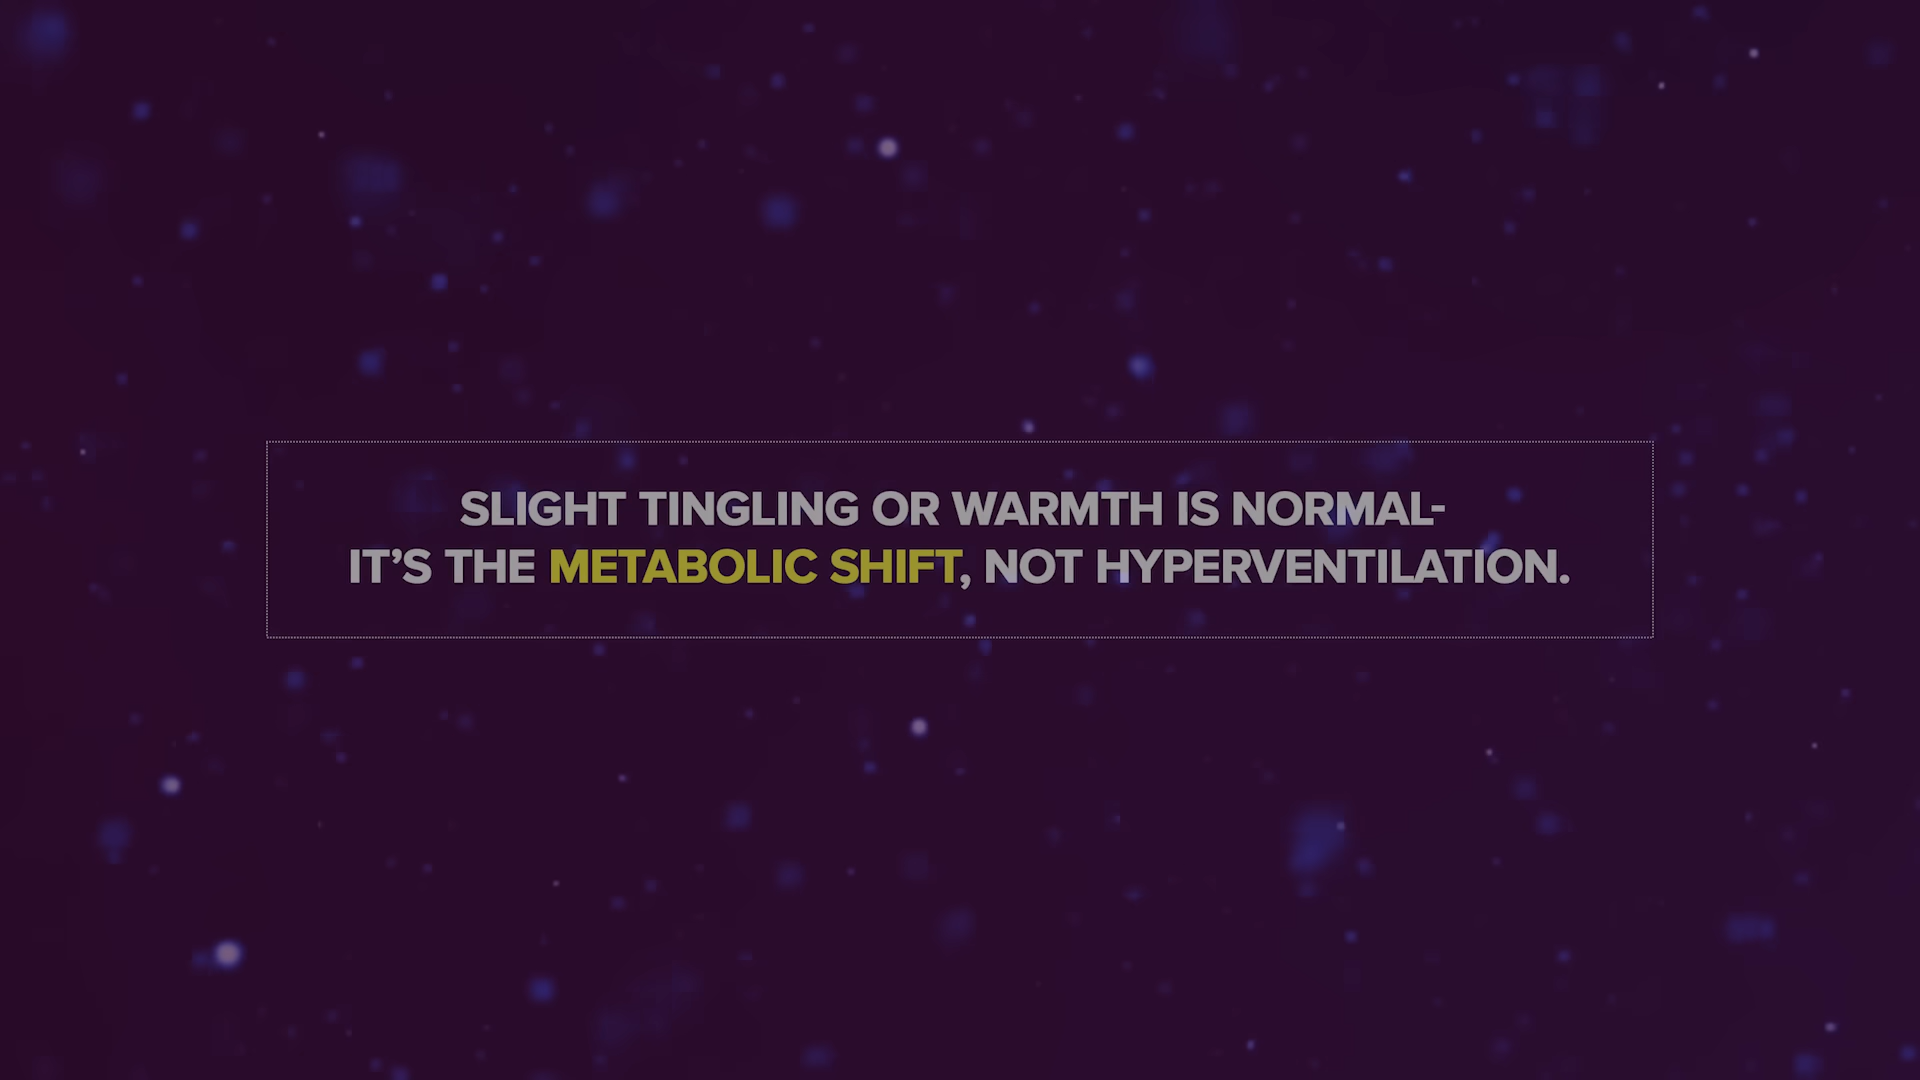 SLIGHT TINGLING OR WARMTH IS NORMAL-
IT’S THE METABOLIC SHIFT, NOT HYPERVENTILATION.